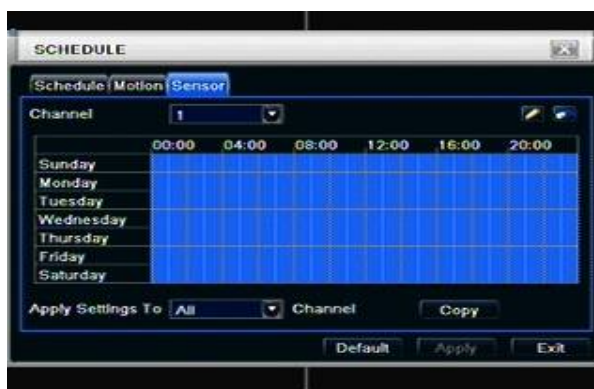 SCHEDULE
Schedule Motion Sensor
Channel 1
00:00 04:00 08:00 12:00 16:00 20:00
Sunday
Monday
Tuesday
Wednesday
Thursday
Friday
Saturday
Apply Settings To All Channel Copy
Default Apply Exit